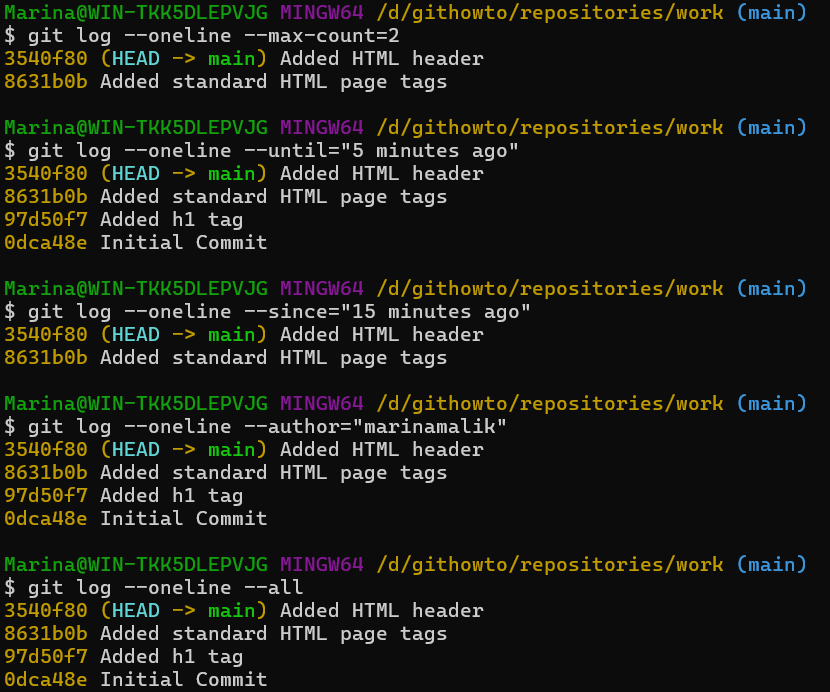 Marina@WIN-TKK5DLEPVJG MINGW64 /d/githowto/repositories/work (main)
$ git log --oneline --max-count=2
3540f80 (HEAD -> main) Added HTML header
8631b0b Added standard HTML page tags
Marina@WIN-TKK5DLEPVJG MINGW64 /d/githowto/repositories/work (main)
$ git log --oneline --until="5 minutes ago"
3540f80 (HEAD -> main) Added HTML header
8631b0b Added standard HTML page tags
97d50f7 Added h1 tag
0dca48e Initial Commit
Marina@WIN-TKK5DLEPVJG MINGW64 /d/githowto/repositories/work (main)
$ git log --oneline --since="15 minutes ago"
3540f80 (HEAD -> main) Added HTML header
8631b0b Added standard HTML page tags
Marina@WIN-TKK5DLEPVJG MINGW64 /d/githowto/repositories/work (main)
$ git log --oneline --author="marinamalik"
3540f80 (HEAD -> main) Added HTML header
8631b0b Added standard HTML page tags
97d50f7 Added h1 tag
0dca48e Initial Commit
Marina@WIN-TKK5DLEPVJG MINGW64 /d/githowto/repositories/work (main)
$ git log --oneline --all
3540f80 (HEAD -> main) Added HTML header
8631b0b Added standard HTML page tags
97d50f7 Added h1 tag
0dca48e Initial Commit